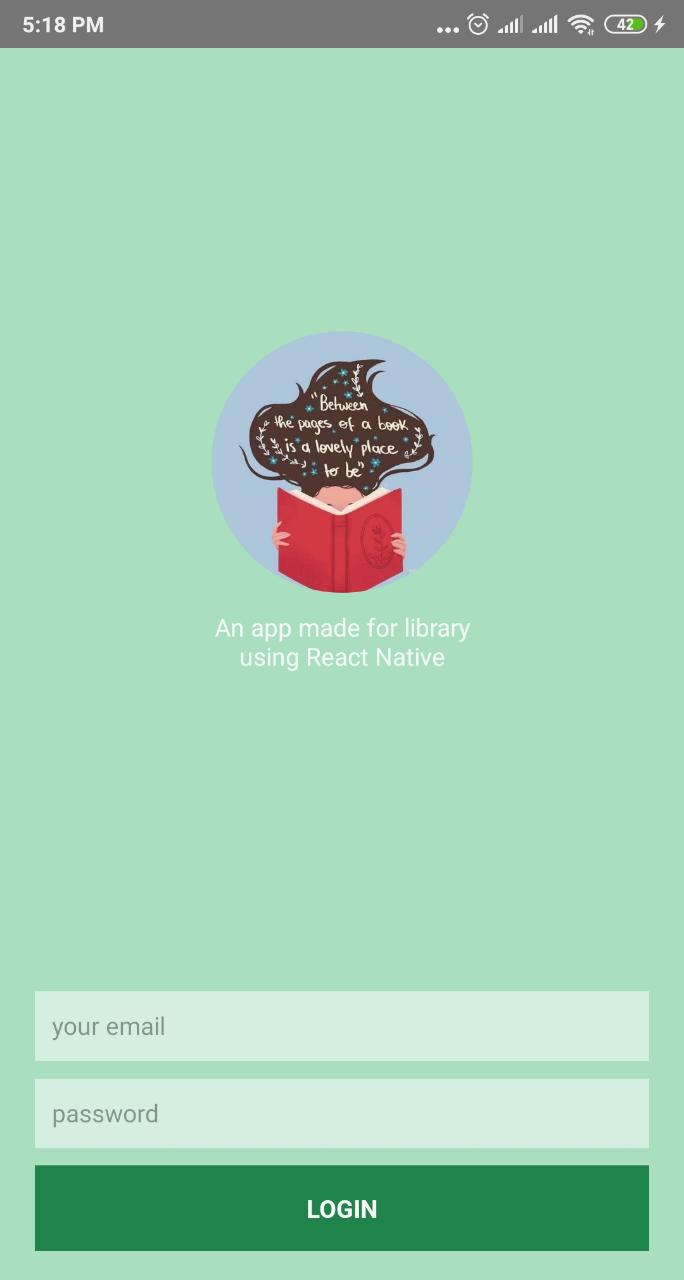 5:18 PM
42
"Between
the pages of a book
is a lovely place
to be"
An app made for library
using React Native
your email
password
LOGIN